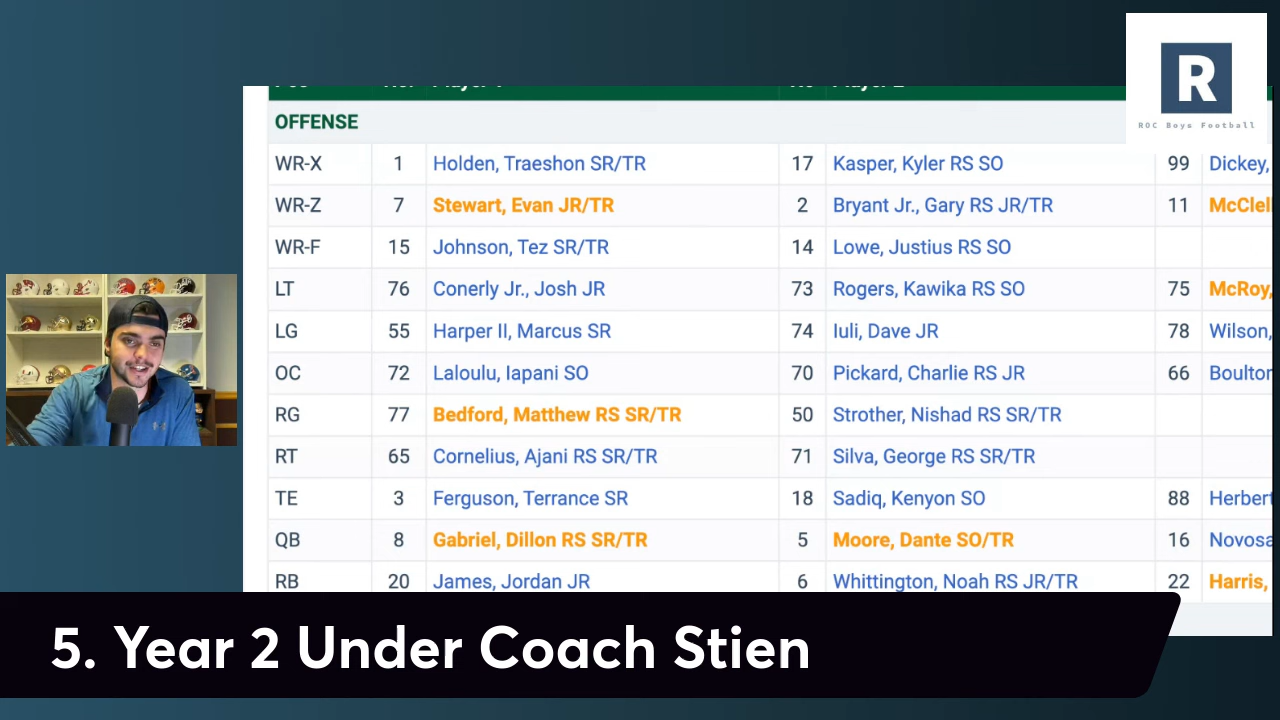 R
ROC Boys Football
OFFENSE
WR-X 1 Holden, Traeshon SR/TR 17 Kasper, Kyler RS SO 99 Dickey,
WR-Z 7 Stewart, Evan JR/TR 2 Bryant Jr., Gary RS JR/TR 11 McClel
WR-F 15 Johnson, Tez SR/TR 14 Lowe, Justius RS SO
LT 76 Conerly Jr., Josh JR 73 Rogers, Kawika RS SO 75 McRoy,
LG 55 Harper II, Marcus SR 74 Iuli, Dave JR 78 Wilson,
OC 72 Laloulu, Iapani SO 70 Pickard, Charlie RS JR 66 Boulton
RG 77 Bedford, Matthew RS SR/TR 50 Strother, Nishad RS SR/TR
RT 65 Cornelius, Ajani RS SR/TR 71 Silva, George RS SR/TR
TE 3 Ferguson, Terrance SR 18 Sadiq, Kenyon SO 88 Herbert
QB 8 Gabriel, Dillon RS SR/TR 5 Moore, Dante SO/TR 16 Novosa
RB 20 James, Jordan JR 6 Whittington, Noah RS JR/TR 22 Harris,
5. Year 2 Under Coach Stien